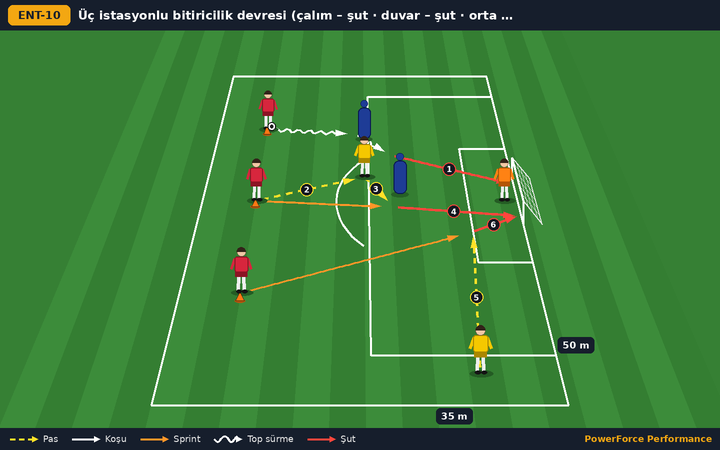 ENT-10 Üç istasyonlu bitiricilik devresi (çalım – şut · duvar – şut · orta ...
1
2
3
4
6
5
50 m
35 m
Pas Koşu Sprint Top sürme Şut PowerForce Performance